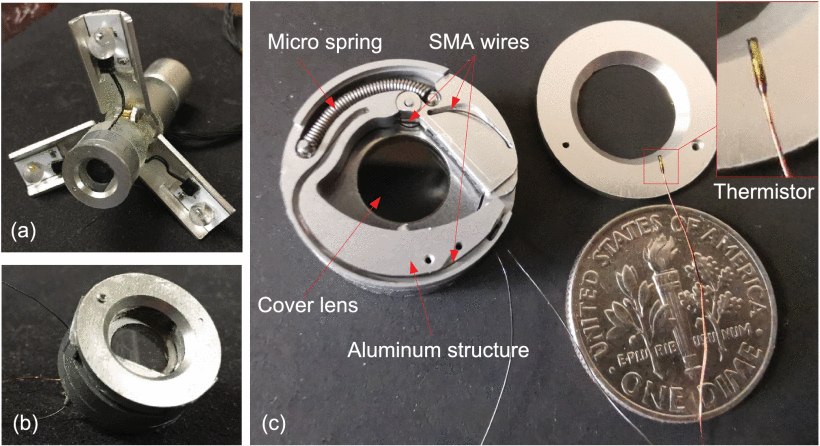 Micro spring
SMA wires
Thermistor
(a)
Cover lens
Aluminum structure
(b)
(c)
UNITED STATES OF AMERICA
E·PLURIBUS UNUM
ONE DIME